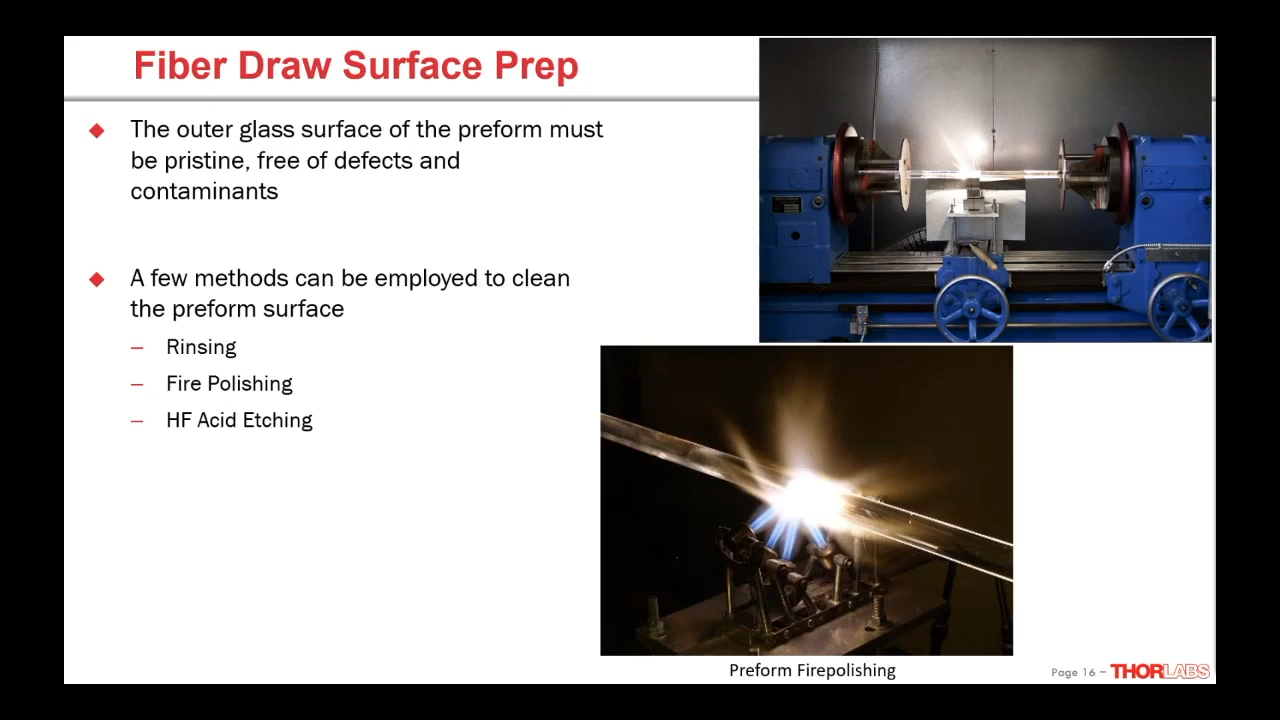 Fiber Draw Surface Prep
The outer glass surface of the preform must
be pristine, free of defects and
contaminants
A few methods can be employed to clean
the preform surface
– Rinsing
– Fire Polishing
– HF Acid Etching
Preform Firepolishing
Page 16 – THORLABS